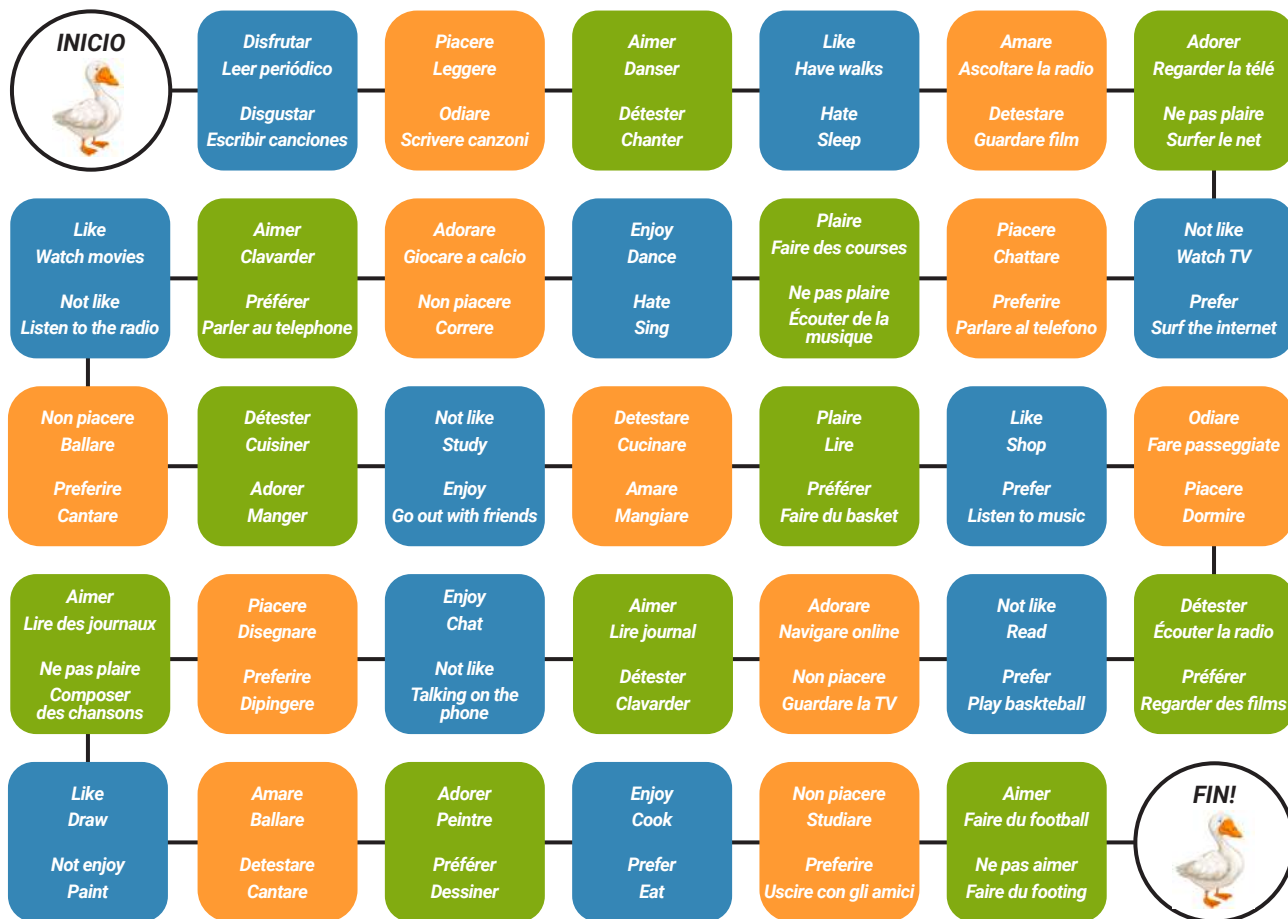 INICIO
Disfrutar
Leer periódico
Disgustar
Escribir canciones
Piacere
Leggere
Odiare
Scrivere canzoni
Aimer
Danser
Détester
Chanter
Like
Have walks
Hate
Sleep
Amare
Ascoltare la radio
Detestare
Guardare film
Adorer
Regarder la télé
Ne pas plaire
Surfer le net
Like
Watch movies
Not like
Listen to the radio
Aimer
Clavarder
Préférer
Parler au telephone
Adorare
Giocare a calcio
Non piacere
Correre
Enjoy
Dance
Hate
Sing
Plaire
Faire des courses
Ne pas plaire
Écouter de la
musique
Piacere
Chattare
Preferire
Parlare al telefono
Not like
Watch TV
Prefer
Surf the internet
Non piacere
Ballare
Preferire
Cantare
Détester
Cuisiner
Adorer
Manger
Not like
Study
Enjoy
Go out with friends
Detestare
Cucinare
Amare
Mangiare
Plaire
Lire
Préférer
Faire du basket
Like
Shop
Prefer
Listen to music
Odiare
Fare passeggiate
Piacere
Dormire
Aimer
Lire des journaux
Ne pas plaire
Composer
des chansons
Piacere
Disegnare
Preferire
Dipingere
Enjoy
Chat
Not like
Talking on the
phone
Aimer
Lire journal
Détester
Clavarder
Adorare
Navigare online
Non piacere
Guardare la TV
Not like
Read
Prefer
Play baskteball
Détester
Écouter la radio
Préférer
Regarder des films
Like
Draw
Not enjoy
Paint
Amare
Ballare
Detestare
Cantare
Adorer
Peintre
Préférer
Dessiner
Enjoy
Cook
Prefer
Eat
Non piacere
Studiare
Preferire
Uscire con gli amici
Aimer
Faire du football
Ne pas aimer
Faire du footing
FIN!